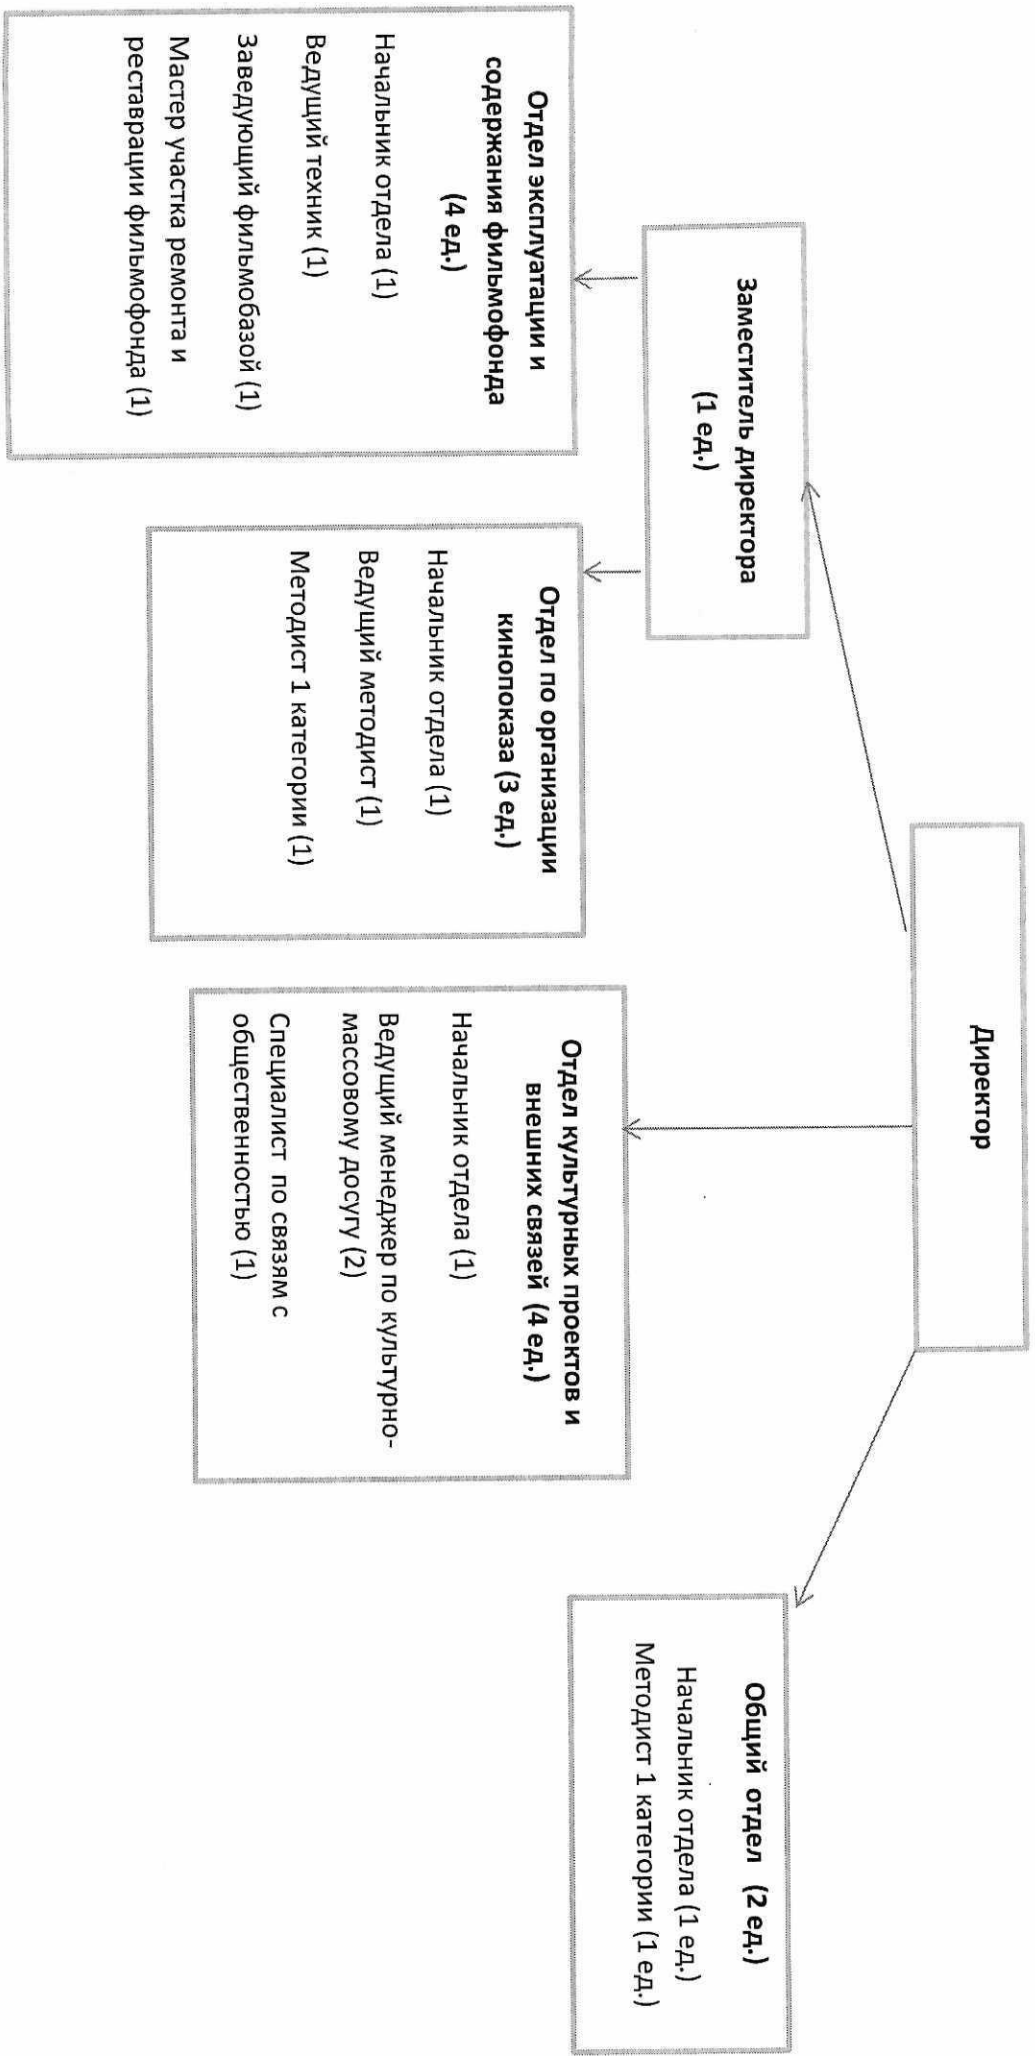 Директор
Заместитель директора
(1 ед.)
Отдел эксплуатации и
содержания фильмофонда
(4 ед.)
Начальник отдела (1)
Ведущий техник (1)
Заведующий фильмобазой (1)
Мастер участка ремонта и
реставрации фильмофонда (1)
Отдел по организации
кинопоказа (3 ед.)
Начальник отдела (1)
Ведущий методист (1)
Методист 1 категории (1)
Отдел культурных проектов и
внешних связей (4 ед.)
Начальник отдела (1)
Ведущий менеджер по культурно-
массовому досугу (2)
Специалист по связям с
общественностью (1)
Общий отдел (2 ед.)
Начальник отдела (1 ед.)
Методист 1 категории (1 ед.)